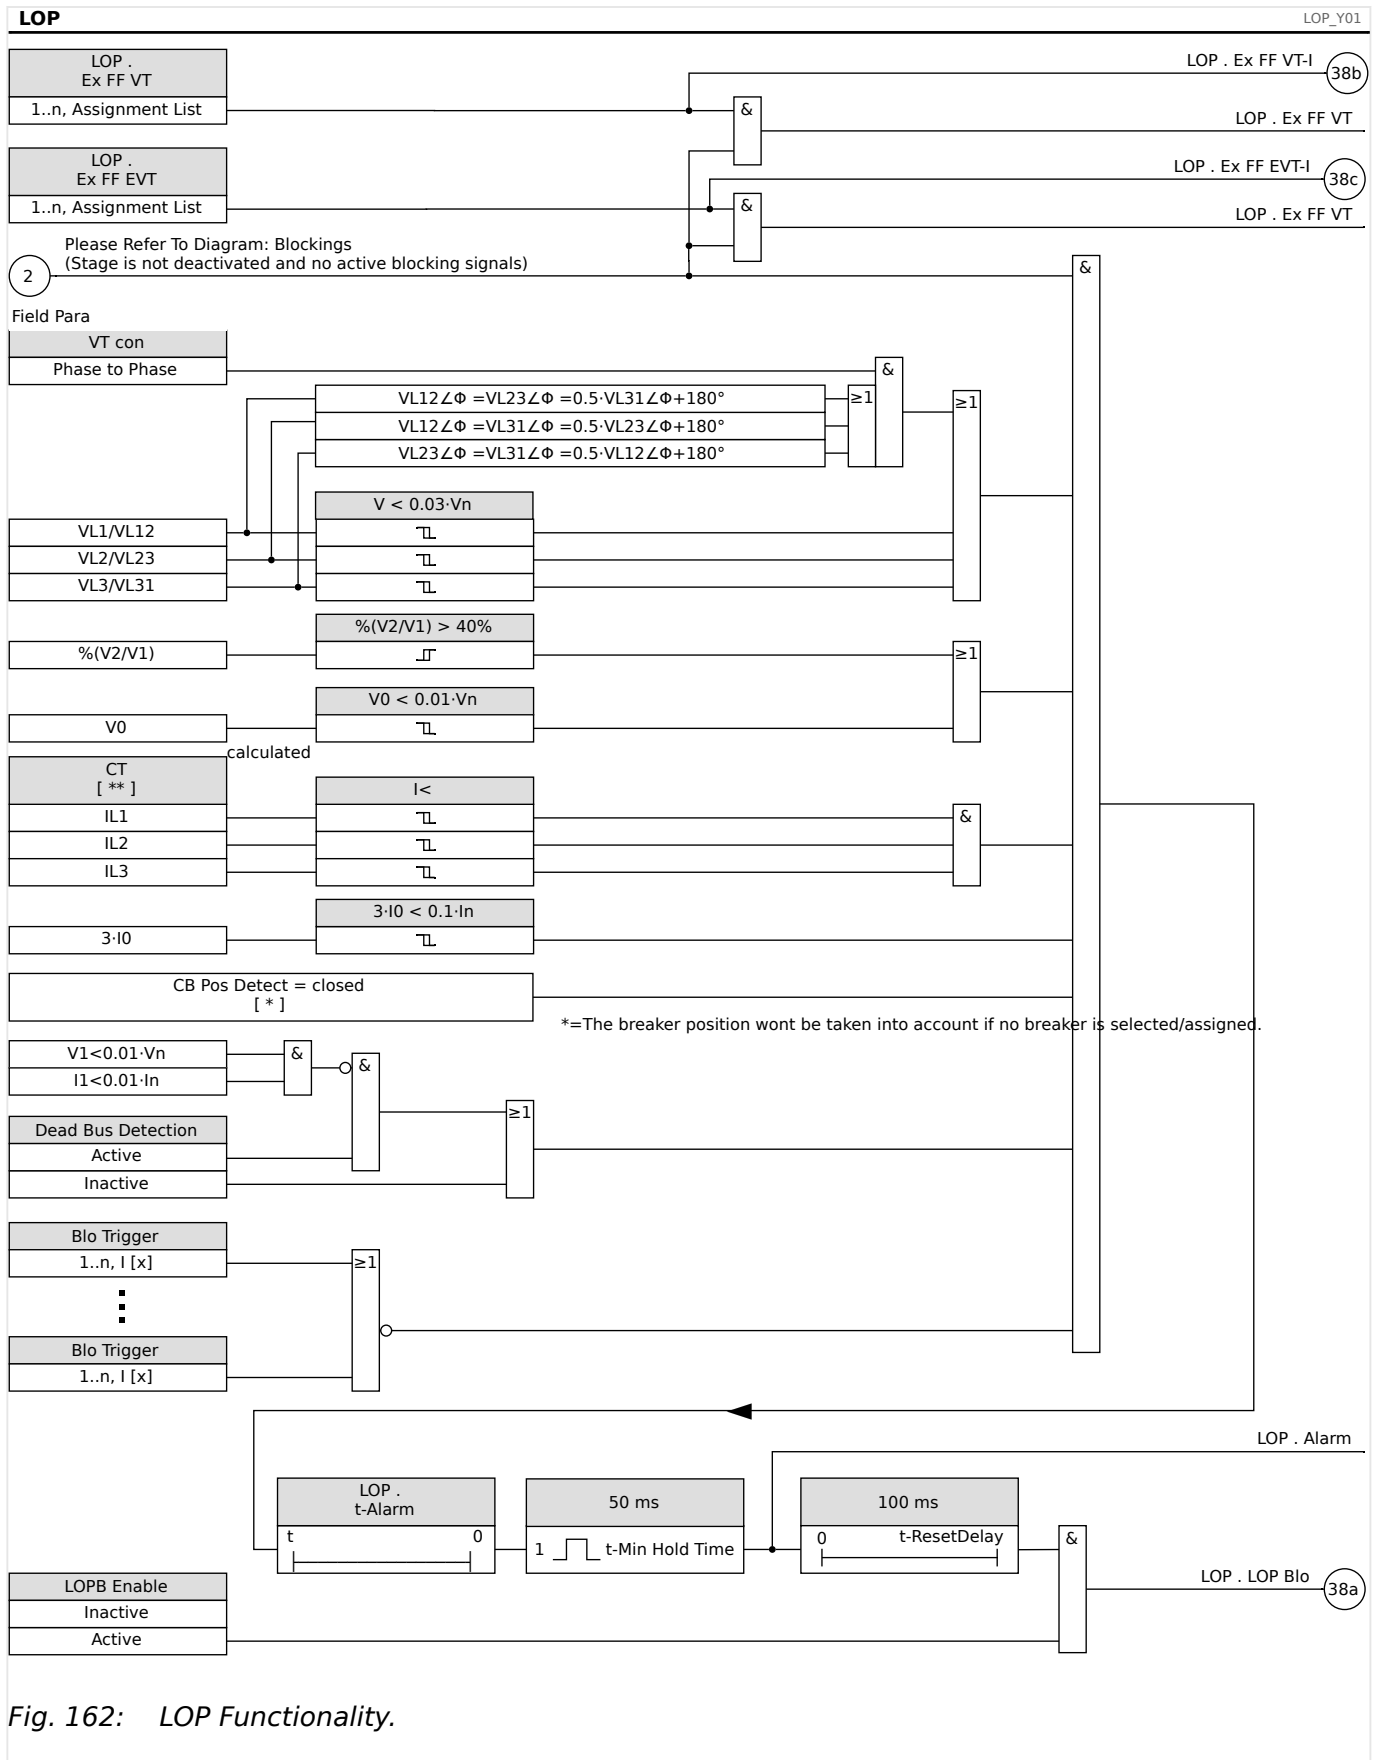 LOP
LOP_Y01
LOP .
Ex FF VT
1..n, Assignment List
LOP . Ex FF VT-I
38b
&
LOP . Ex FF VT
LOP .
Ex FF EVT
1..n, Assignment List
LOP . Ex FF EVT-I
38c
&
LOP . Ex FF VT
Please Refer To Diagram: Blockings
(Stage is not deactivated and no active blocking signals)
2
&
Field Para
VT con
Phase to Phase
&
VL12∠Φ =VL23∠Φ =0.5·VL31∠Φ+180°
≥1
≥1
VL12∠Φ =VL31∠Φ =0.5·VL23∠Φ+180°
VL23∠Φ =VL31∠Φ =0.5·VL12∠Φ+180°
V < 0.03·Vn
VL1/VL12
VL2/VL23
VL3/VL31
%(V2/V1) > 40%
%(V2/V1)
≥1
V0 < 0.01·Vn
V0
calculated
CT
[ ** ]
I<
IL1
&
IL2
IL3
3·I0 < 0.1·In
3·I0
CB Pos Detect = closed
[ * ]
*=The breaker position wont be taken into account if no breaker is selected/assigned.
V1<0.01·Vn
&
&
I1<0.01·In
≥1
Dead Bus Detection
Active
Inactive
Blo Trigger
1..n, I [x]
≥1
Blo Trigger
1..n, I [x]
LOP . Alarm
LOP .
t-Alarm
50 ms
100 ms
t
0
1
t-Min Hold Time
0
t-ResetDelay
&
LOPB Enable
LOP . LOP Blo
38a
Inactive
Active
Fig. 162: LOP Functionality.